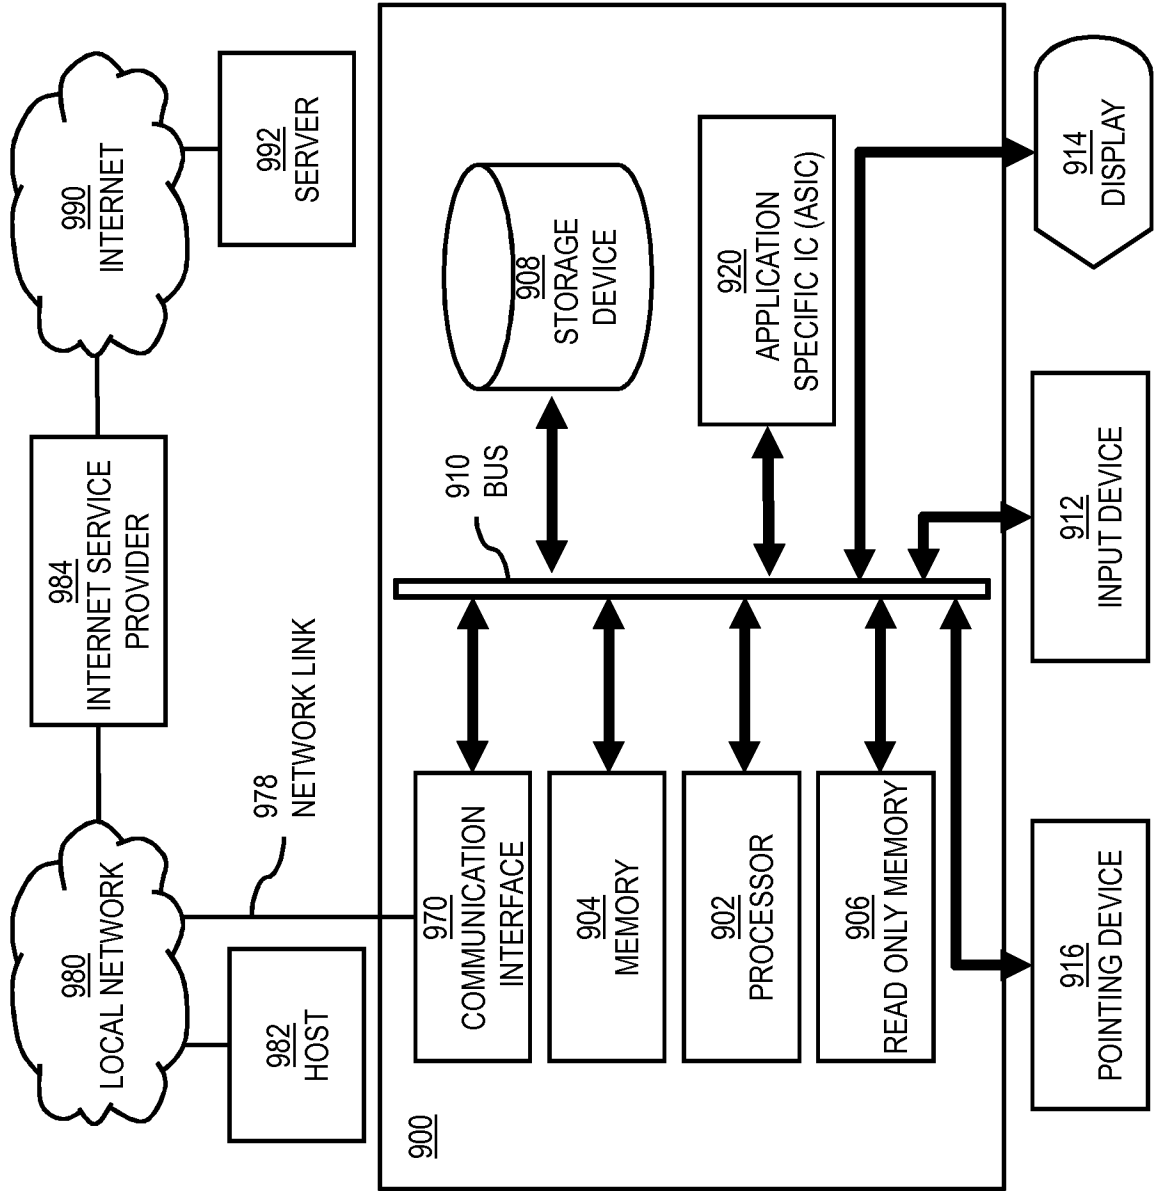 980
LOCAL NETWORK
984
INTERNET SERVICE
PROVIDER
990
INTERNET
982
HOST
978
NETWORK LINK
992
SERVER
900
970
COMMUNICATION
INTERFACE
910
BUS
908
STORAGE
DEVICE
904
MEMORY
902
PROCESSOR
920
APPLICATION
SPECIFIC IC (ASIC)
906
READ ONLY MEMORY
916
POINTING DEVICE
912
INPUT DEVICE
914
DISPLAY